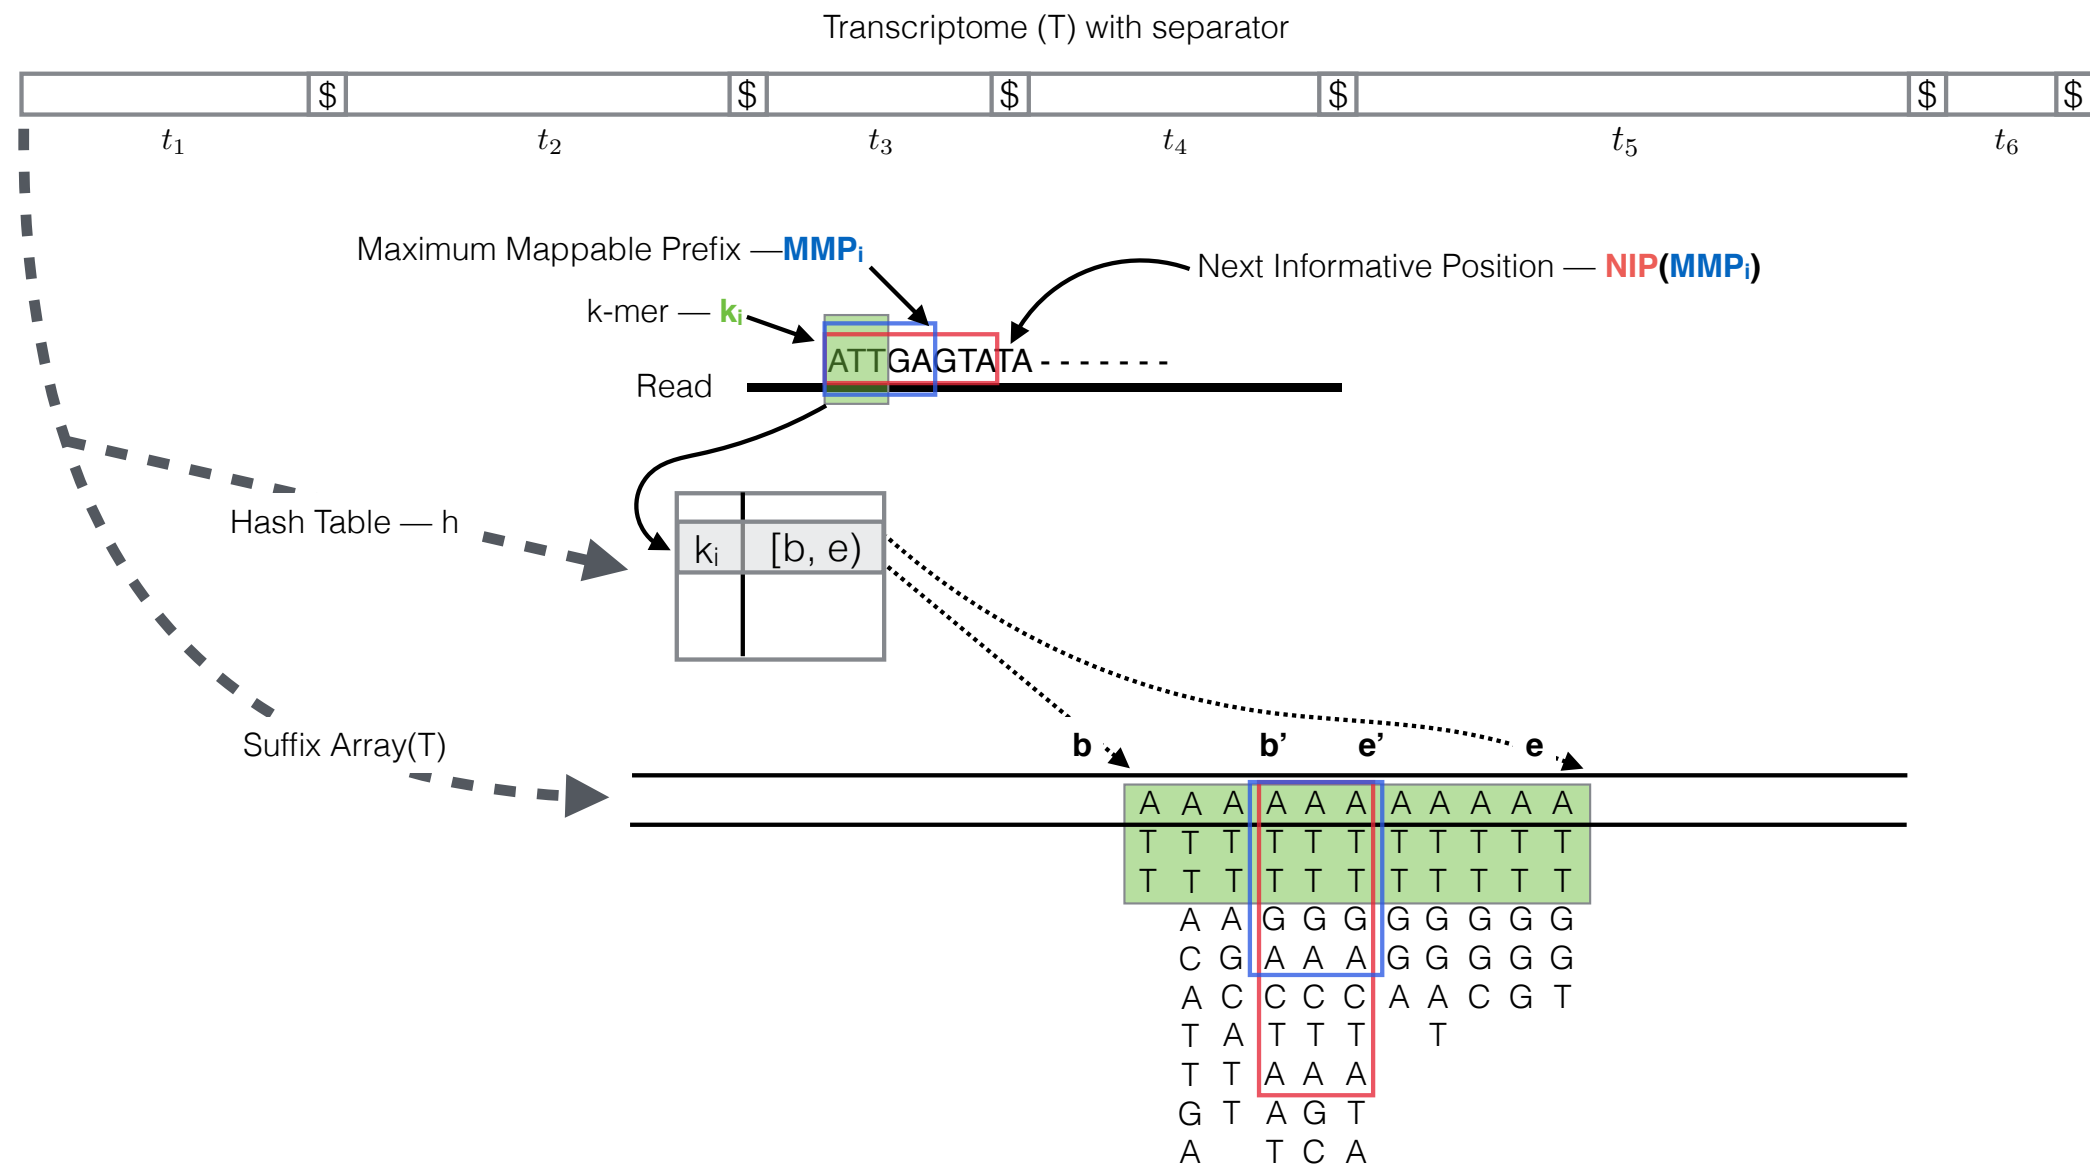 Transcriptome (T) with separator
$ $ $ $ $ $
t1 t2 t3 t4 t5 t6
Maximum Mappable Prefix —MMPi
Next Informative Position — NIP(MMPi)
k-mer — ki
ATTGAGTATA - - - - - - -
Read
Hash Table — h
ki [b, e)
Suffix Array(T)
b b’ e’ e
A A A A A A A A A A A
T T T T T T T T T T T
T T T T T T T T T T T
A A G G G G G G G G
C G A A A G G G G G
A C C C C A A C G T
T A T T T T
T T A A A
G T A G T
A T C A